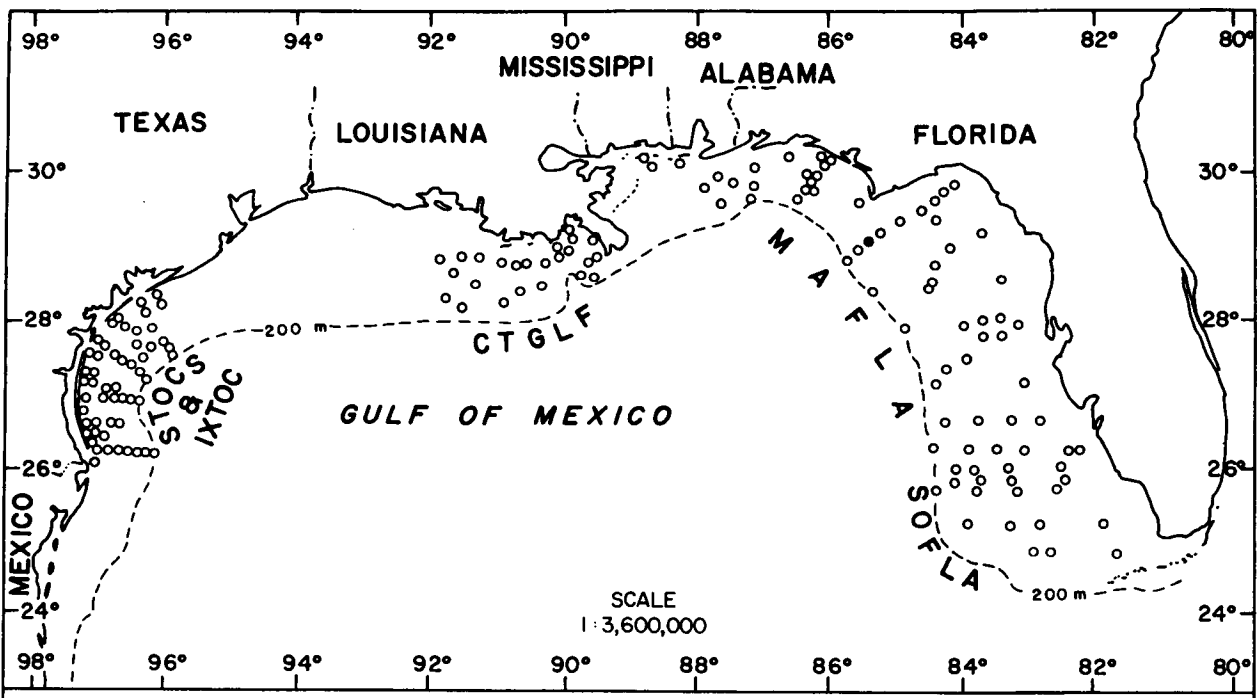 98° 96° 94° 92° 90° 88° 86° 84° 82° 80°
MISSISSIPPI ALABAMA
TEXAS LOUISIANA FLORIDA
30° 30°
28° 28°
200 m
CTGLF
MAFLA
STOCS
&
IXTOC
GULF OF MEXICO
26° 26°
SOFLA
MEXICO
200 m
SCALE
1:3,600,000
24° 24°
98° 96° 94° 92° 90° 88° 86° 84° 82° 80°